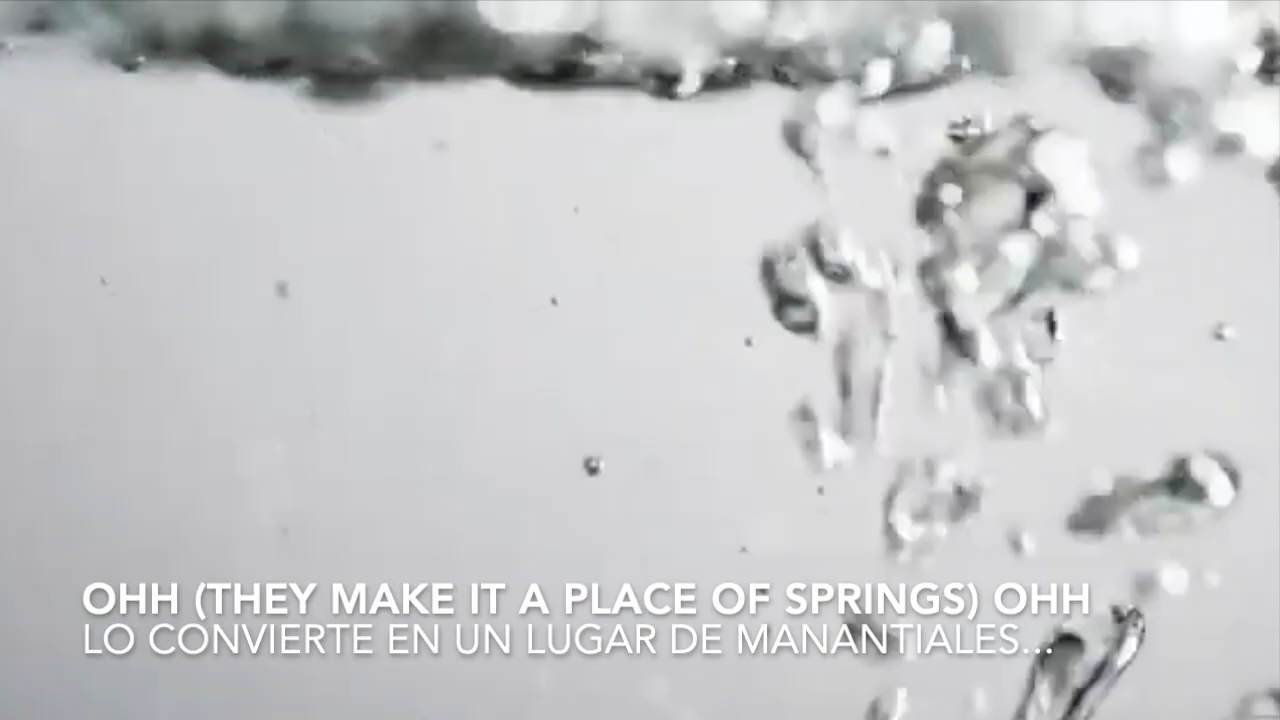 OHH (THEY MAKE IT A PLACE OF SPRINGS) OHH
LO CONVIERTE EN UN LUGAR DE MANANTIALES...